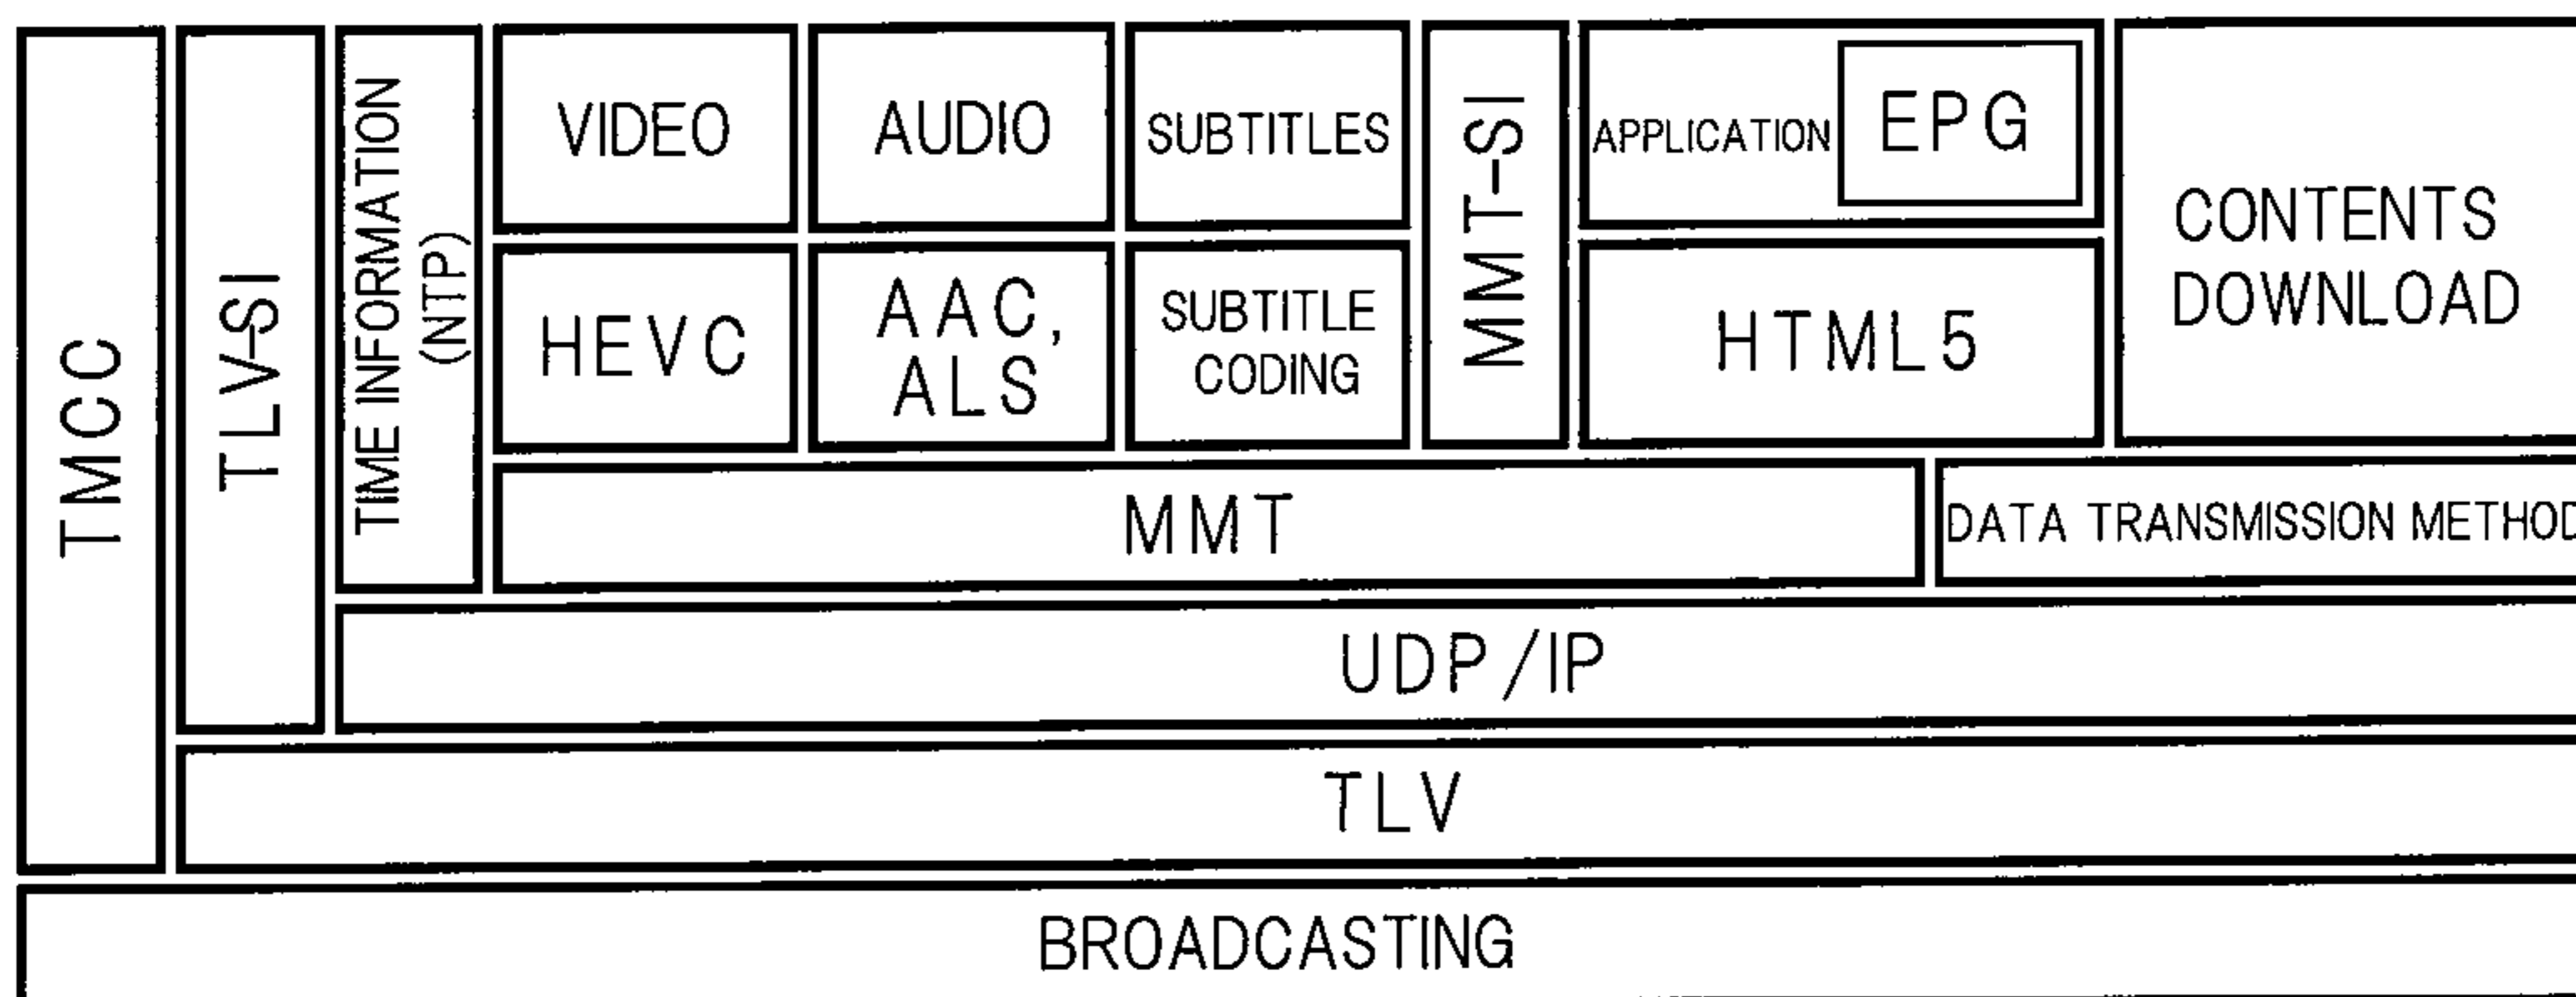 TMCC
TLV-SI
TIME INFORMATION
(NTP)
VIDEO
AUDIO
SUBTITLES
MMT-SI
APPLICATION
EPG
CONTENTS
DOWNLOAD
HEVC
AAC,
ALS
SUBTITLE
CODING
HTML5
MMT
DATA TRANSMISSION METHOD
UDP/IP
TLV
BROADCASTING